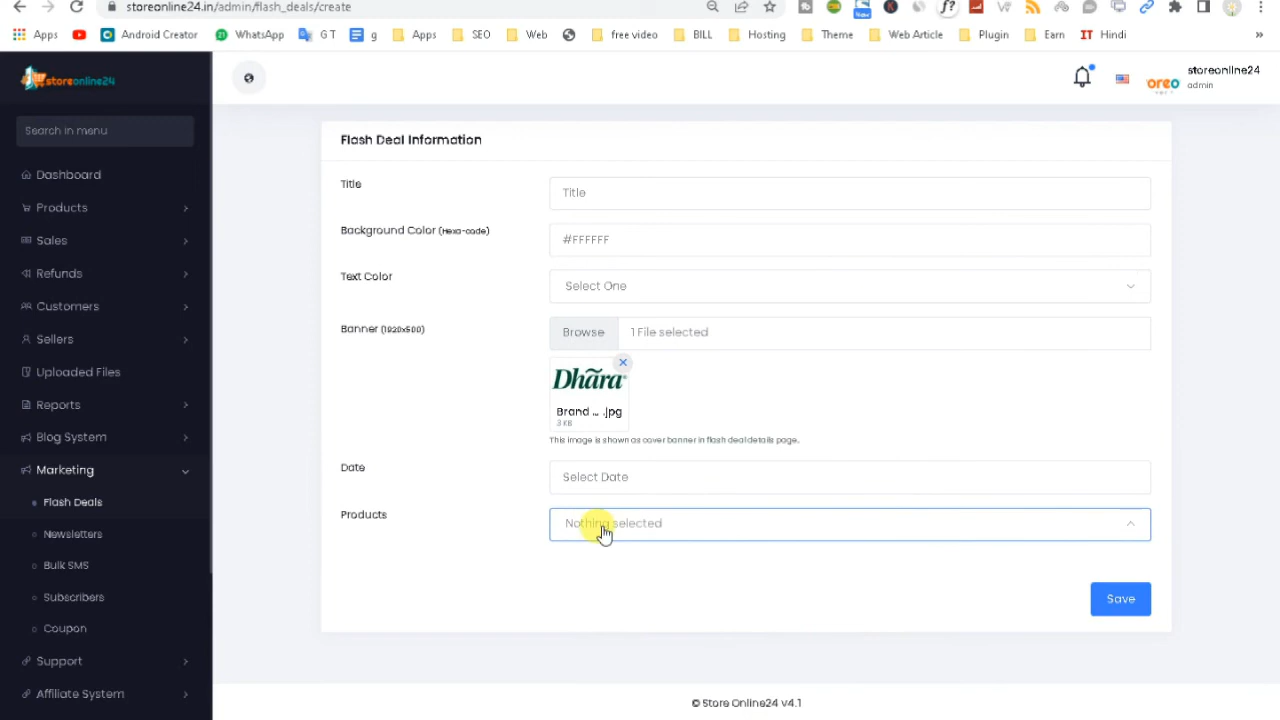 storeonline24.in/admin/flash_deals/create
Apps
Android Creator
WhatsApp
G T
g
Apps
SEO
Web
free video
BILL
Hosting
Theme
Web Article
Plugin
Earn
IT Hindi
»
storeonline24
storeonline24
oreo
admin
Search in menu
Flash Deal Information
Dashboard
Products
Sales
Refunds
Customers
Sellers
Uploaded Files
Reports
Blog System
Marketing
Flash Deals
Newsletters
Bulk SMS
Subscribers
Coupon
Support
Affiliate System
Title
Title
Background Color (Hexa-code)
#FFFFFF
Text Color
Select One
Banner (1920x500)
Browse 1 File selected
Dhāra
Brand ... .jpg
3 KB
This image is shown as cover banner in flash deal details page.
Date
Select Date
Products
Nothing selected
Save
© Store Online24 v4.1